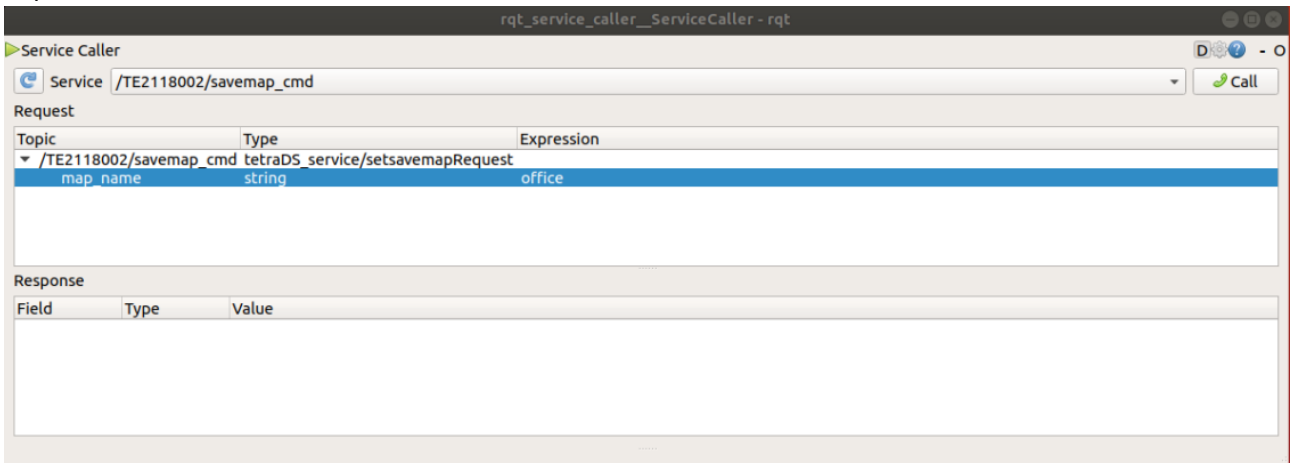 rqt_service_caller__ServiceCaller - rqt
Service Caller D ? - O
Service /TE2118002/savemap_cmd Call
Request
Topic Type Expression
/TE2118002/savemap_cmd tetraDS_service/setsavemapRequest
map_name string office
Response
Field Type Value